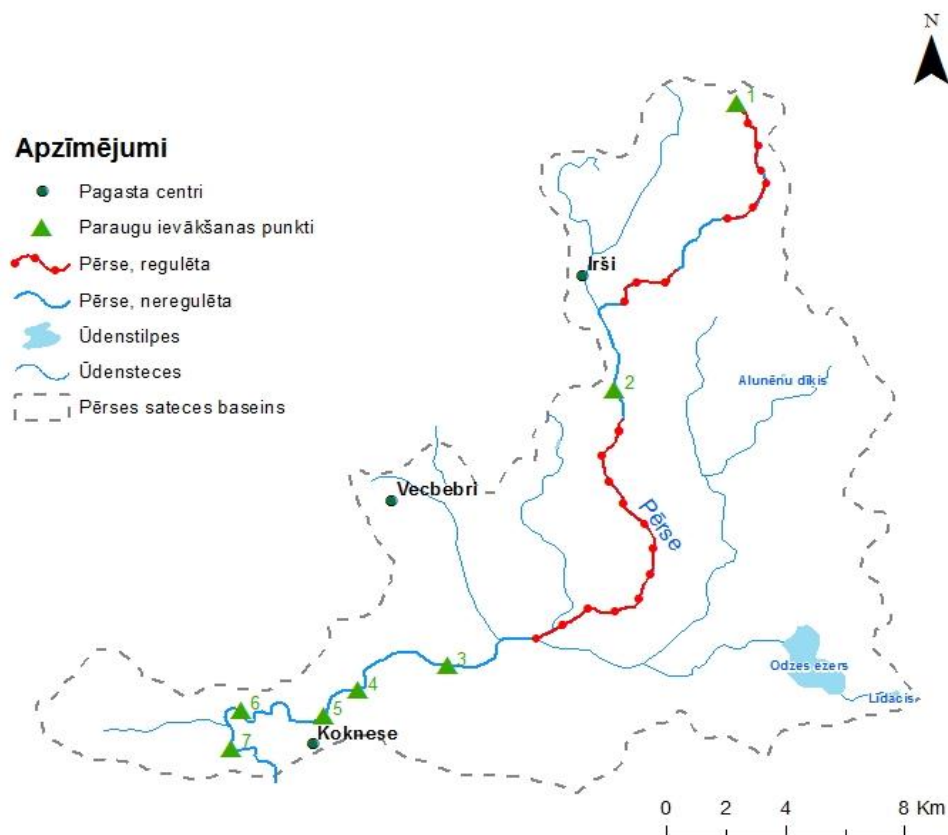 N
Apzīmējumi
Pagasta centri
Paraugu ievākšanas punkti
Pērse, regulēta
Pērse, neregulēta
Ūdenstilpes
Ūdensteces
Pērses sateces baseins
1
Irši
2
Alunēnu dīķis
Vecbebri
Pērse
3
Odzes ezers
Līdacis
4
5
6
Koknese
7
0 2 4 8 Km